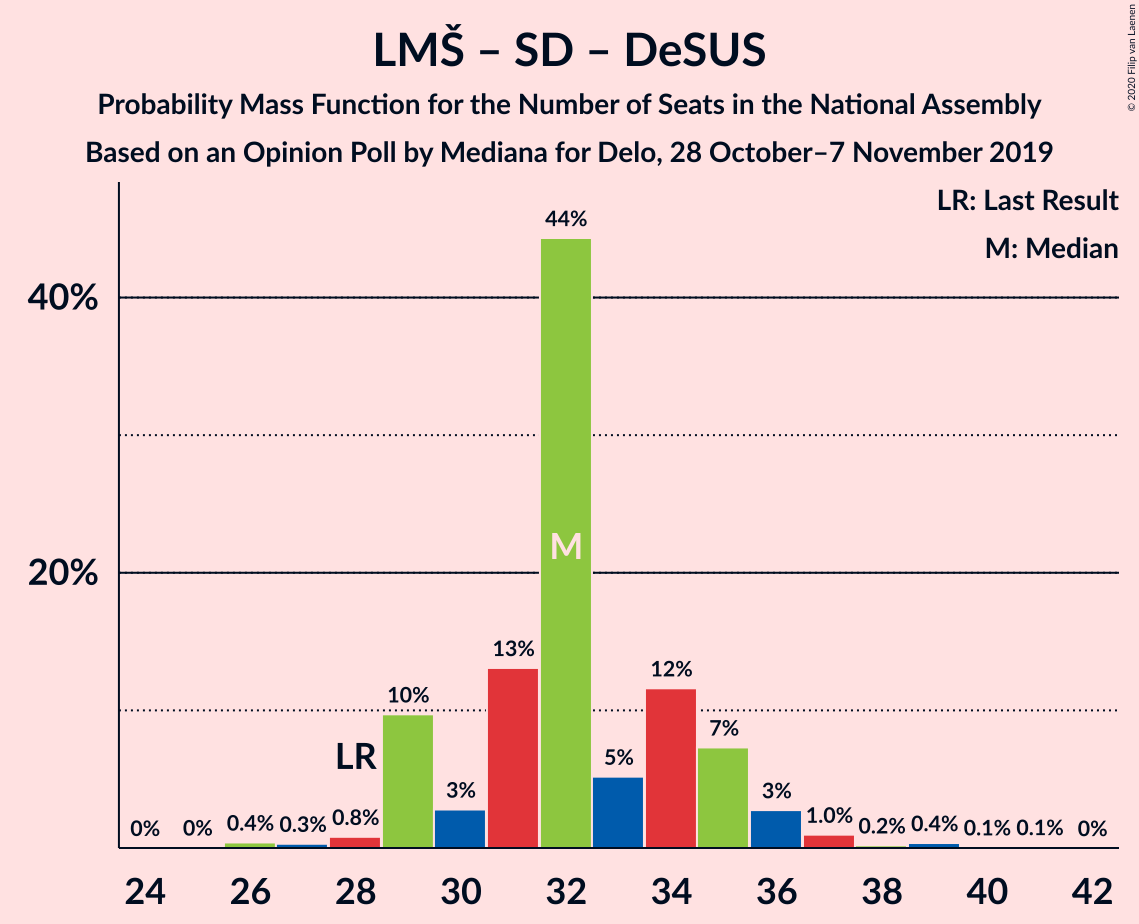 LMŠ – SD – DeSUS
Probability Mass Function for the Number of Seats in the National Assembly
Based on an Opinion Poll by Mediana for Delo, 28 October–7 November 2019
© 2020 Filip van Laenen
LR: Last Result
M: Median
40%
20%
0% 0% 0.4% 0.3% 0.8% 10% 3% 13% 44% 5% 12% 7% 3% 1.0% 0.2% 0.4% 0.1% 0.1% 0%
LR
M
24 26 28 30 32 34 36 38 40 42